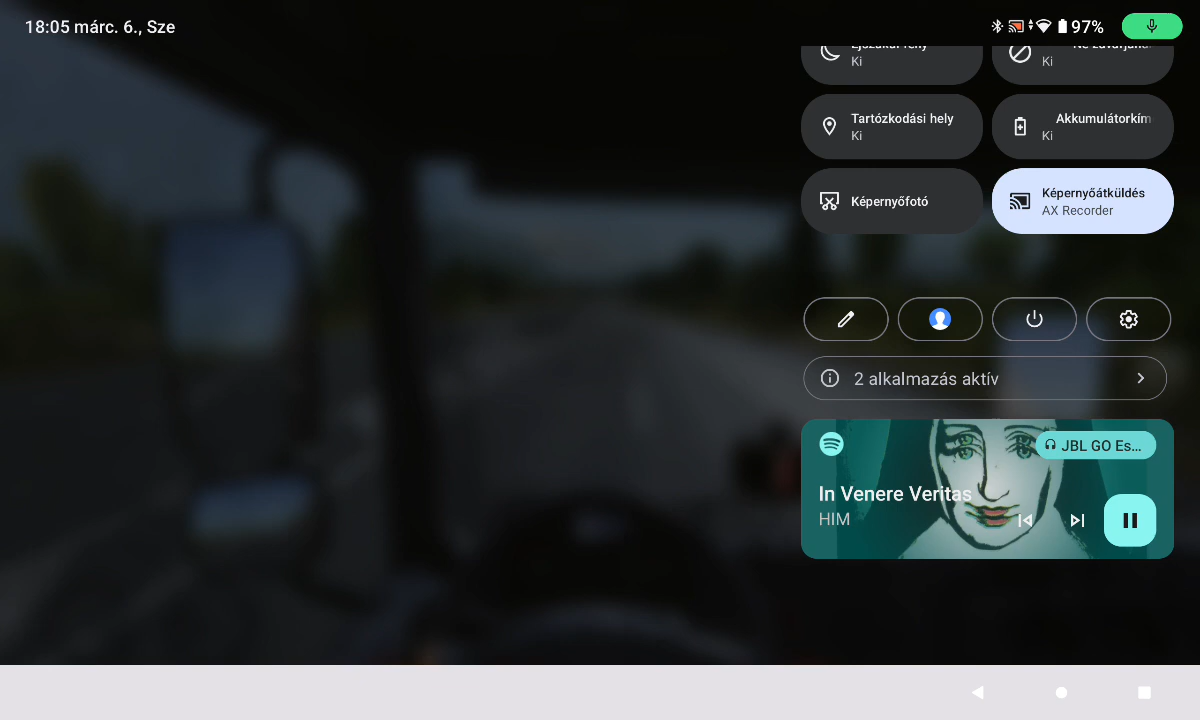 18:05 márc. 6., Sze
97%
Ki
Ki
Tartózkodási hely
Ki
Akkumulátorkím
Ki
Képernyőfotó
Képernyőátküldés
AX Recorder
2 alkalmazás aktív
JBL GO Es...
In Venere Veritas
HIM